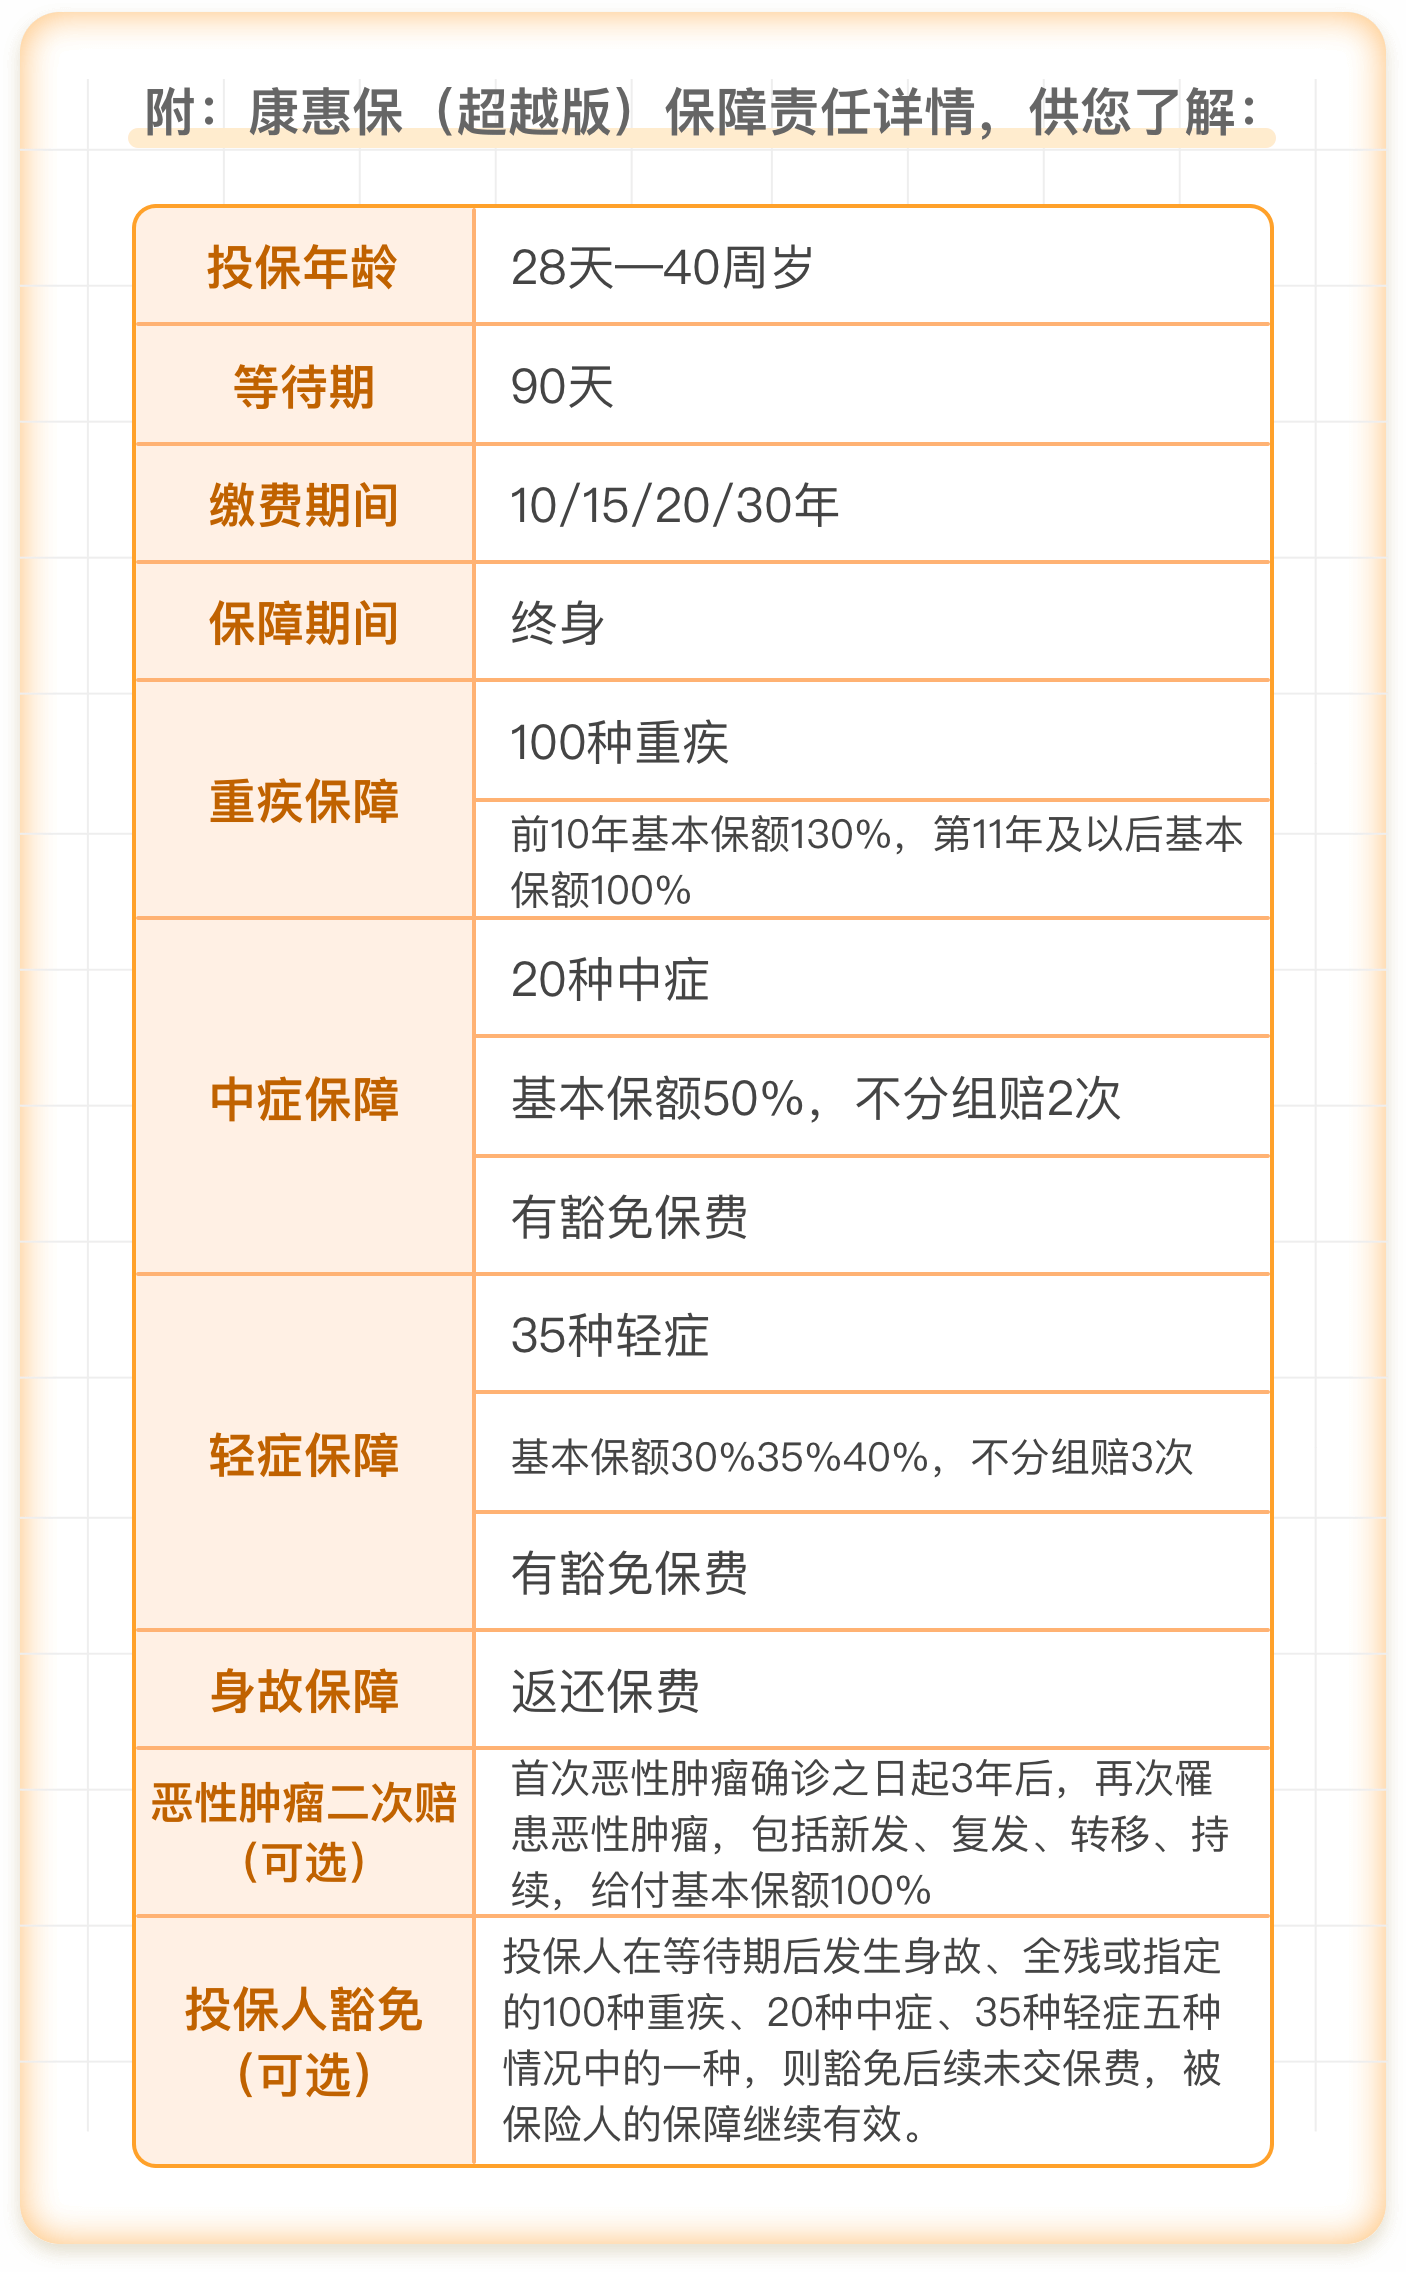 附：康惠保（超越版）保障责任详情，供您了解：
投保年龄
28天—40周岁
等待期
90天
缴费期间
10/15/20/30年
保障期间
终身
重疾保障
100种重疾
前10年基本保额130%，第11年及以后基本
保额100%
中症保障
20种中症
基本保额50%，不分组赔2次
有豁免保费
轻症保障
35种轻症
基本保额30%35%40%，不分组赔3次
有豁免保费
身故保障
返还保费
恶性肿瘤二次赔
（可选）
首次恶性肿瘤确诊之日起3年后，再次罹
患恶性肿瘤，包括新发、复发、转移、持
续，给付基本保额100%
投保人豁免
（可选）
投保人在等待期后发生身故、全残或指定
的100种重疾、20种中症、35种轻症五种
情况中的一种，则豁免后续未交保费，被
保险人的保障继续有效。